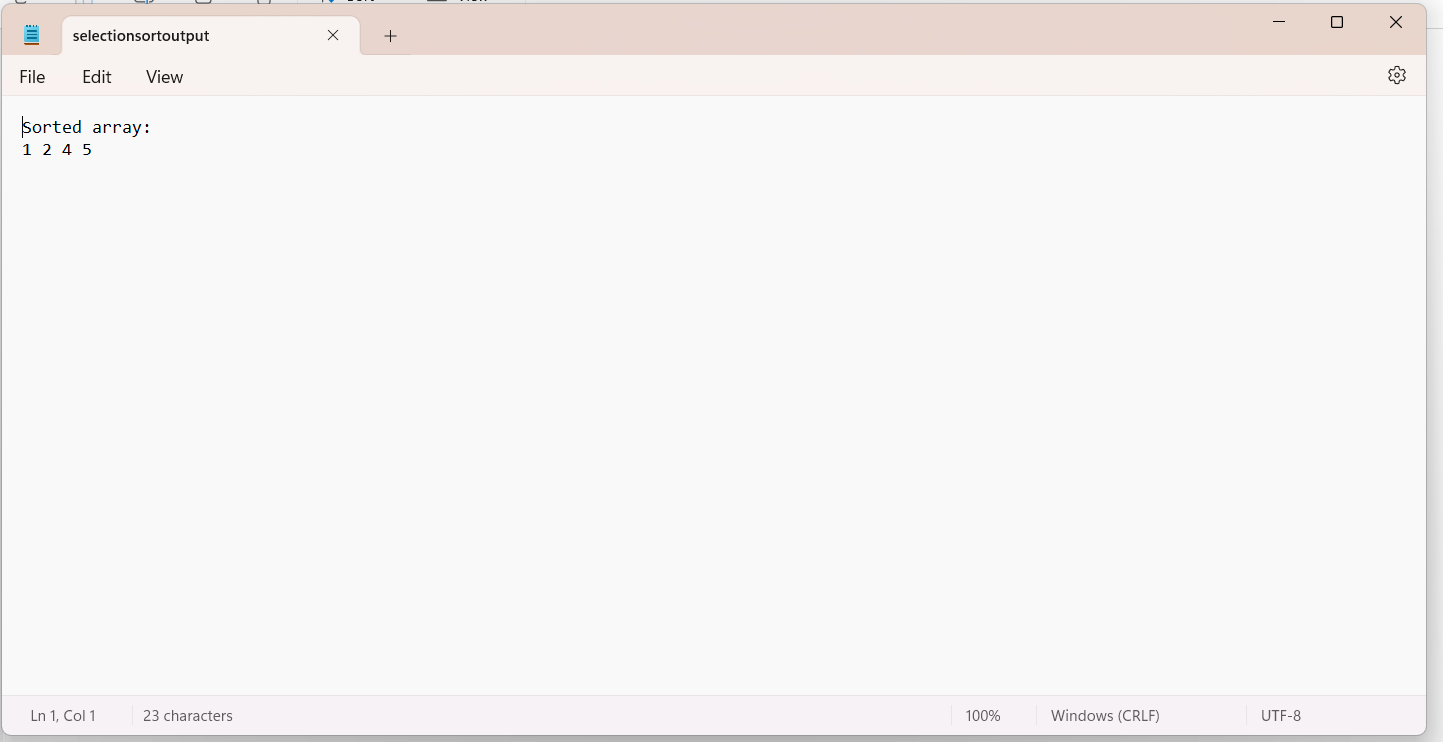 selectionsortoutput
File Edit View
Sorted array:
1 2 4 5
Ln 1, Col 1 23 characters 100% Windows (CRLF) UTF-8